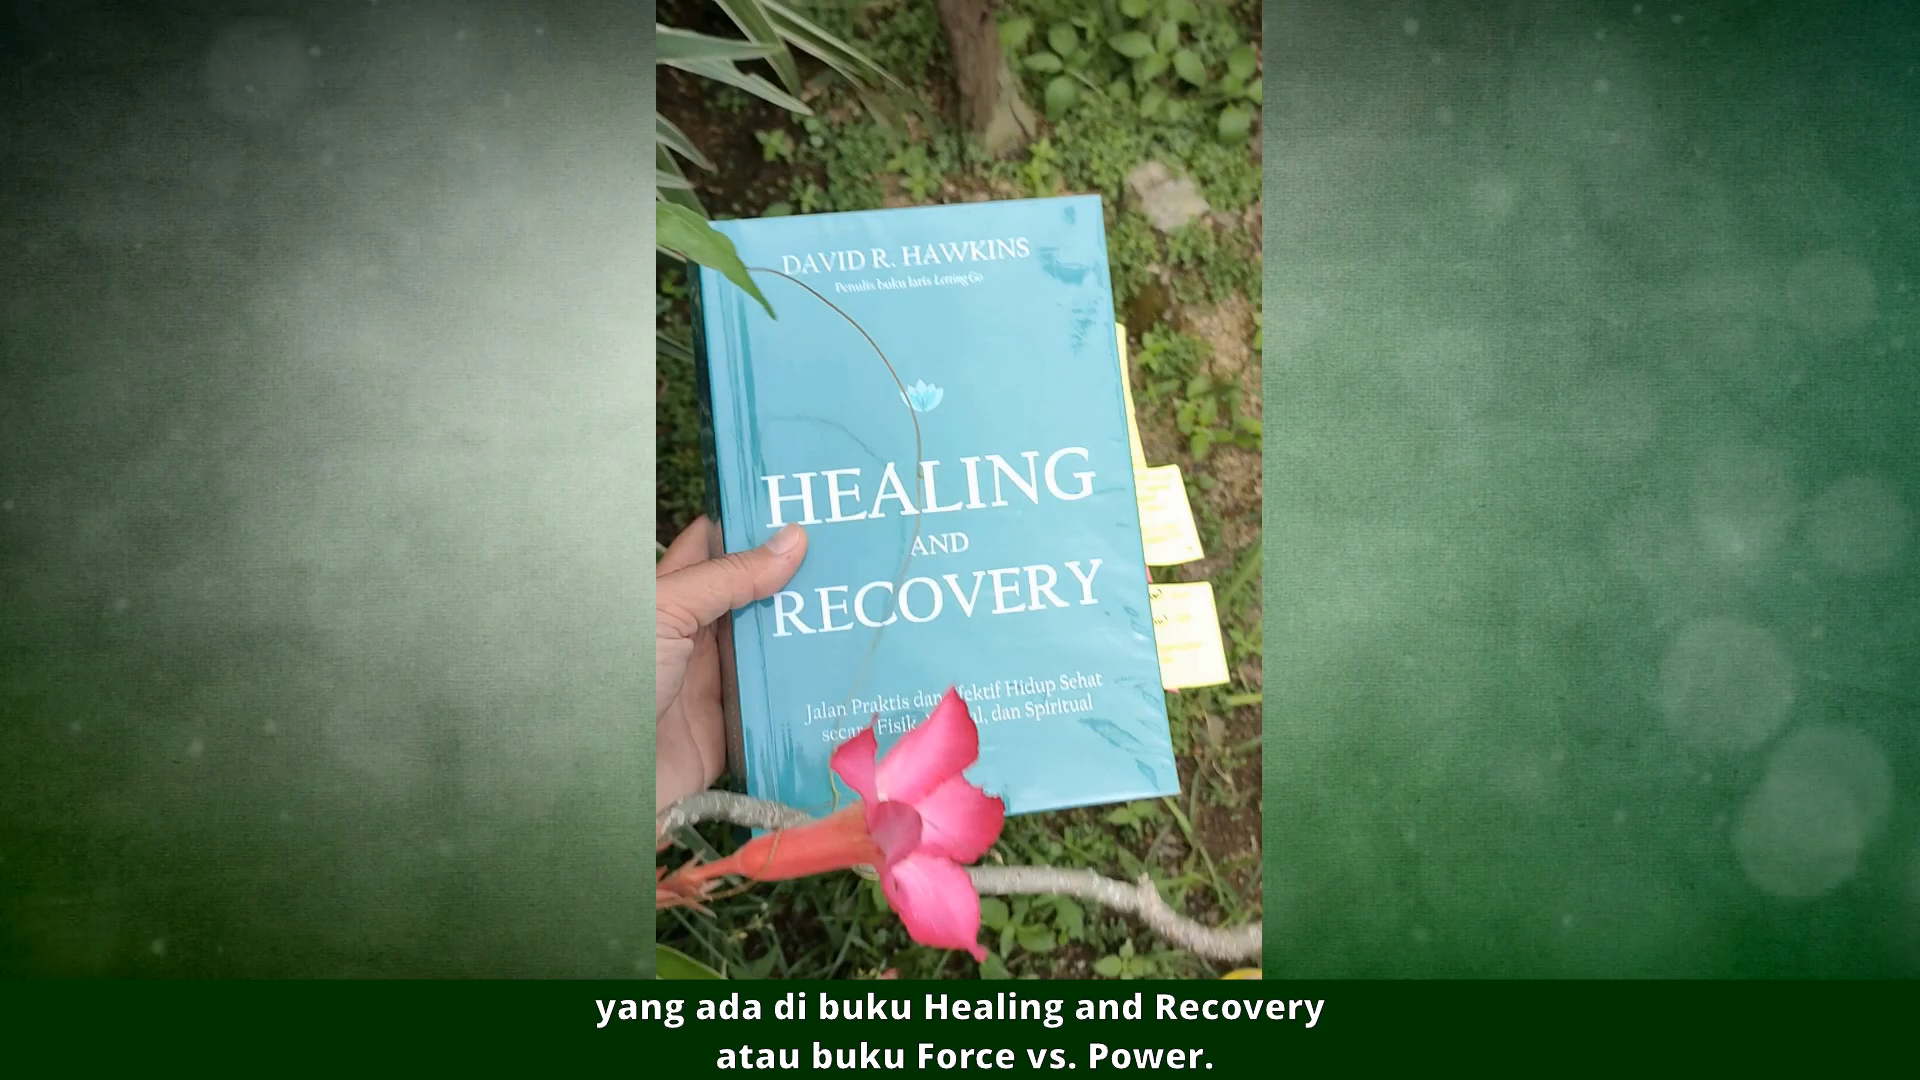 DAVID R. HAWKINS
Penulis buku laris Letting Go
HEALING
AND
RECOVERY
Jalan Praktis dan Hidup Sehat
Fisik, dan Spiritual
yang ada di buku Healing and Recovery
atau buku Force vs. Power.